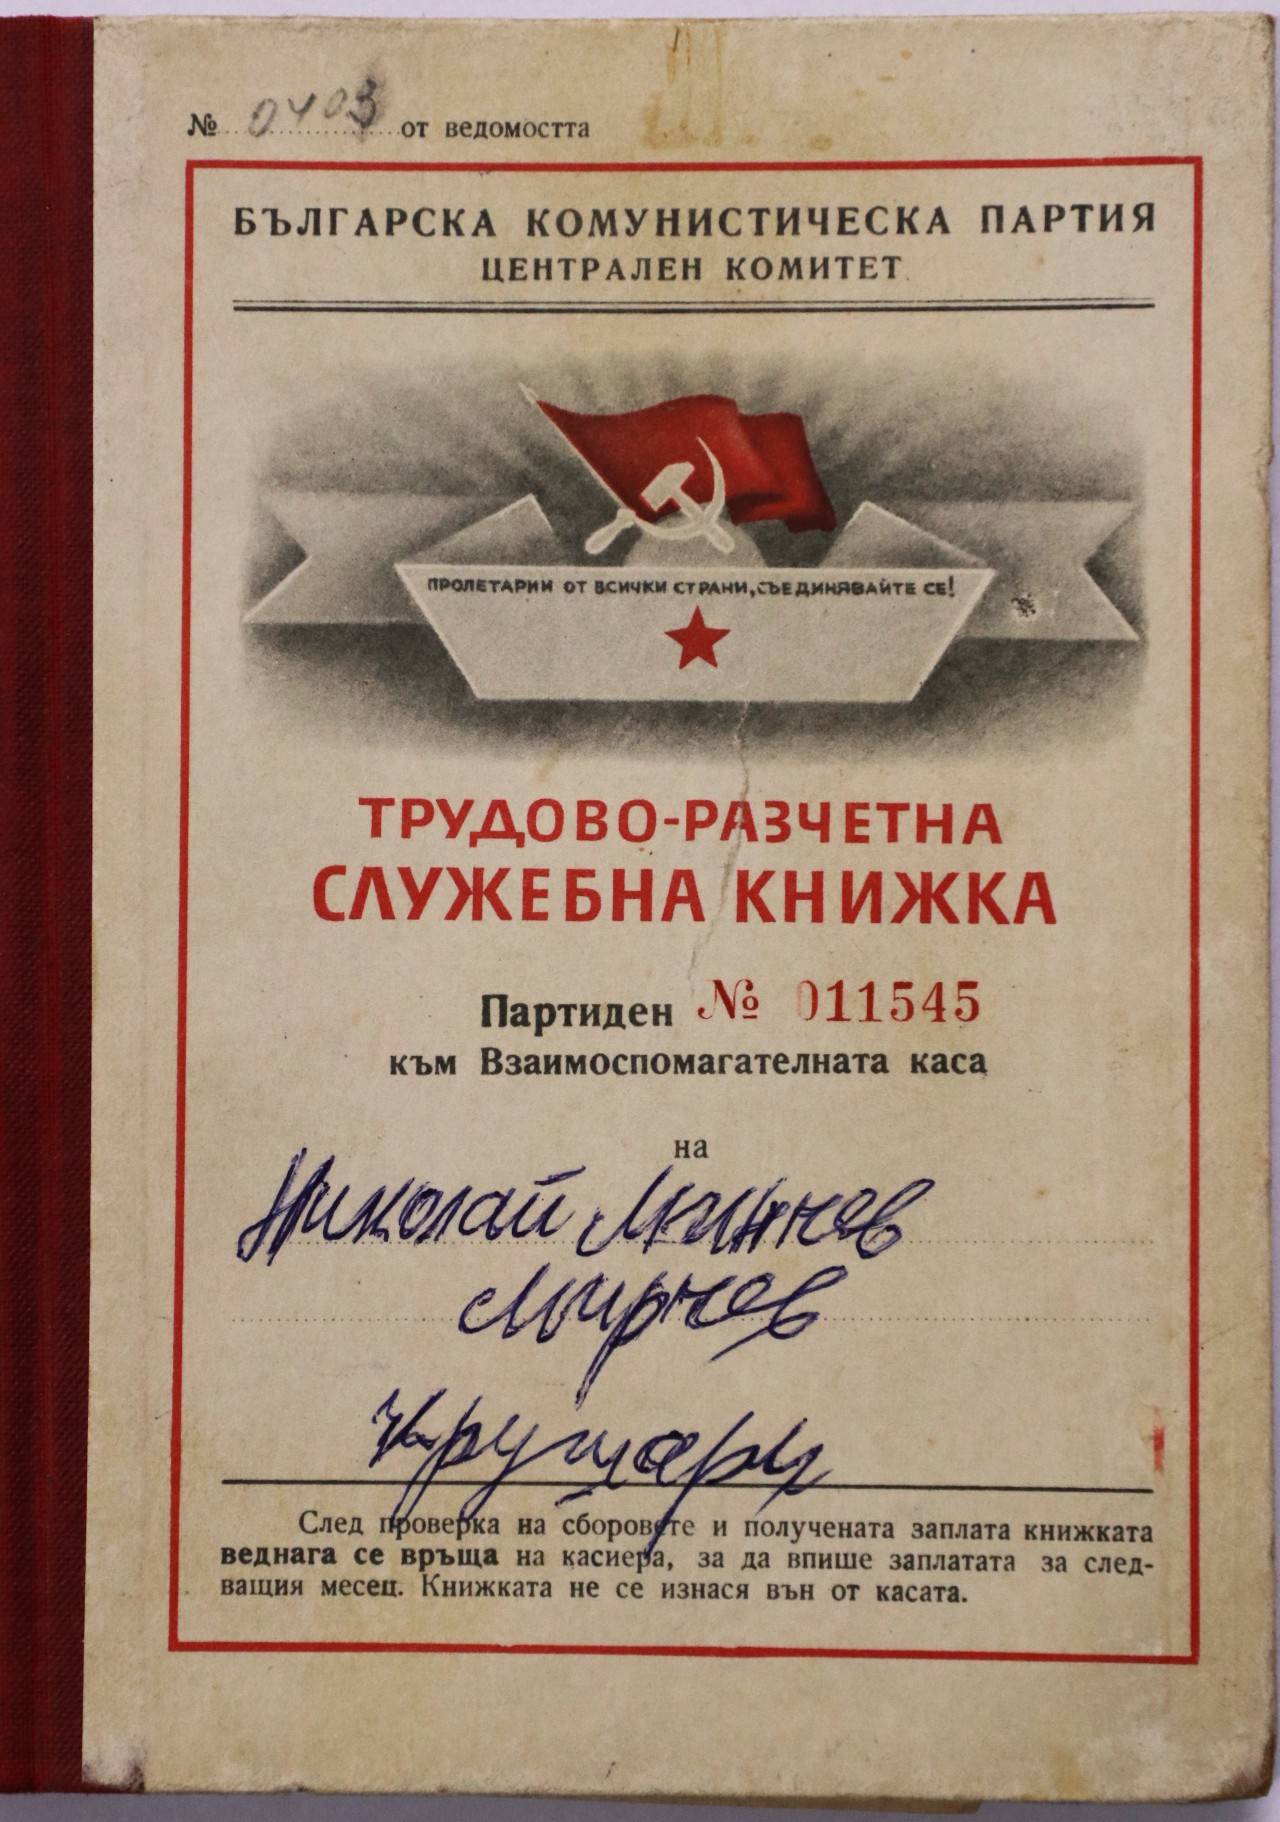 № 0403 от ведомостта
БЪЛГАРСКА КОМУНИСТИЧЕСКА ПАРТИЯ
ЦЕНТРАЛЕН КОМИТЕТ
ПРОЛЕТАРИИ ОТ ВСИЧКИ СТРАНИ, СЪЕДИНЯВАЙТЕ СЕ!
ТРУДОВО-РАЗЧЕТНА
СЛУЖЕБНА КНИЖКА
Партиден № 011545
към Взаимоспомагателната каса
на
Николай Минчев
Мирчев
Крушари
След проверка на сборовете и получената заплата книжката
веднага се връща на касиера, за да впише заплатата за след-
ващия месец. Книжката не се изнася вън от касата.